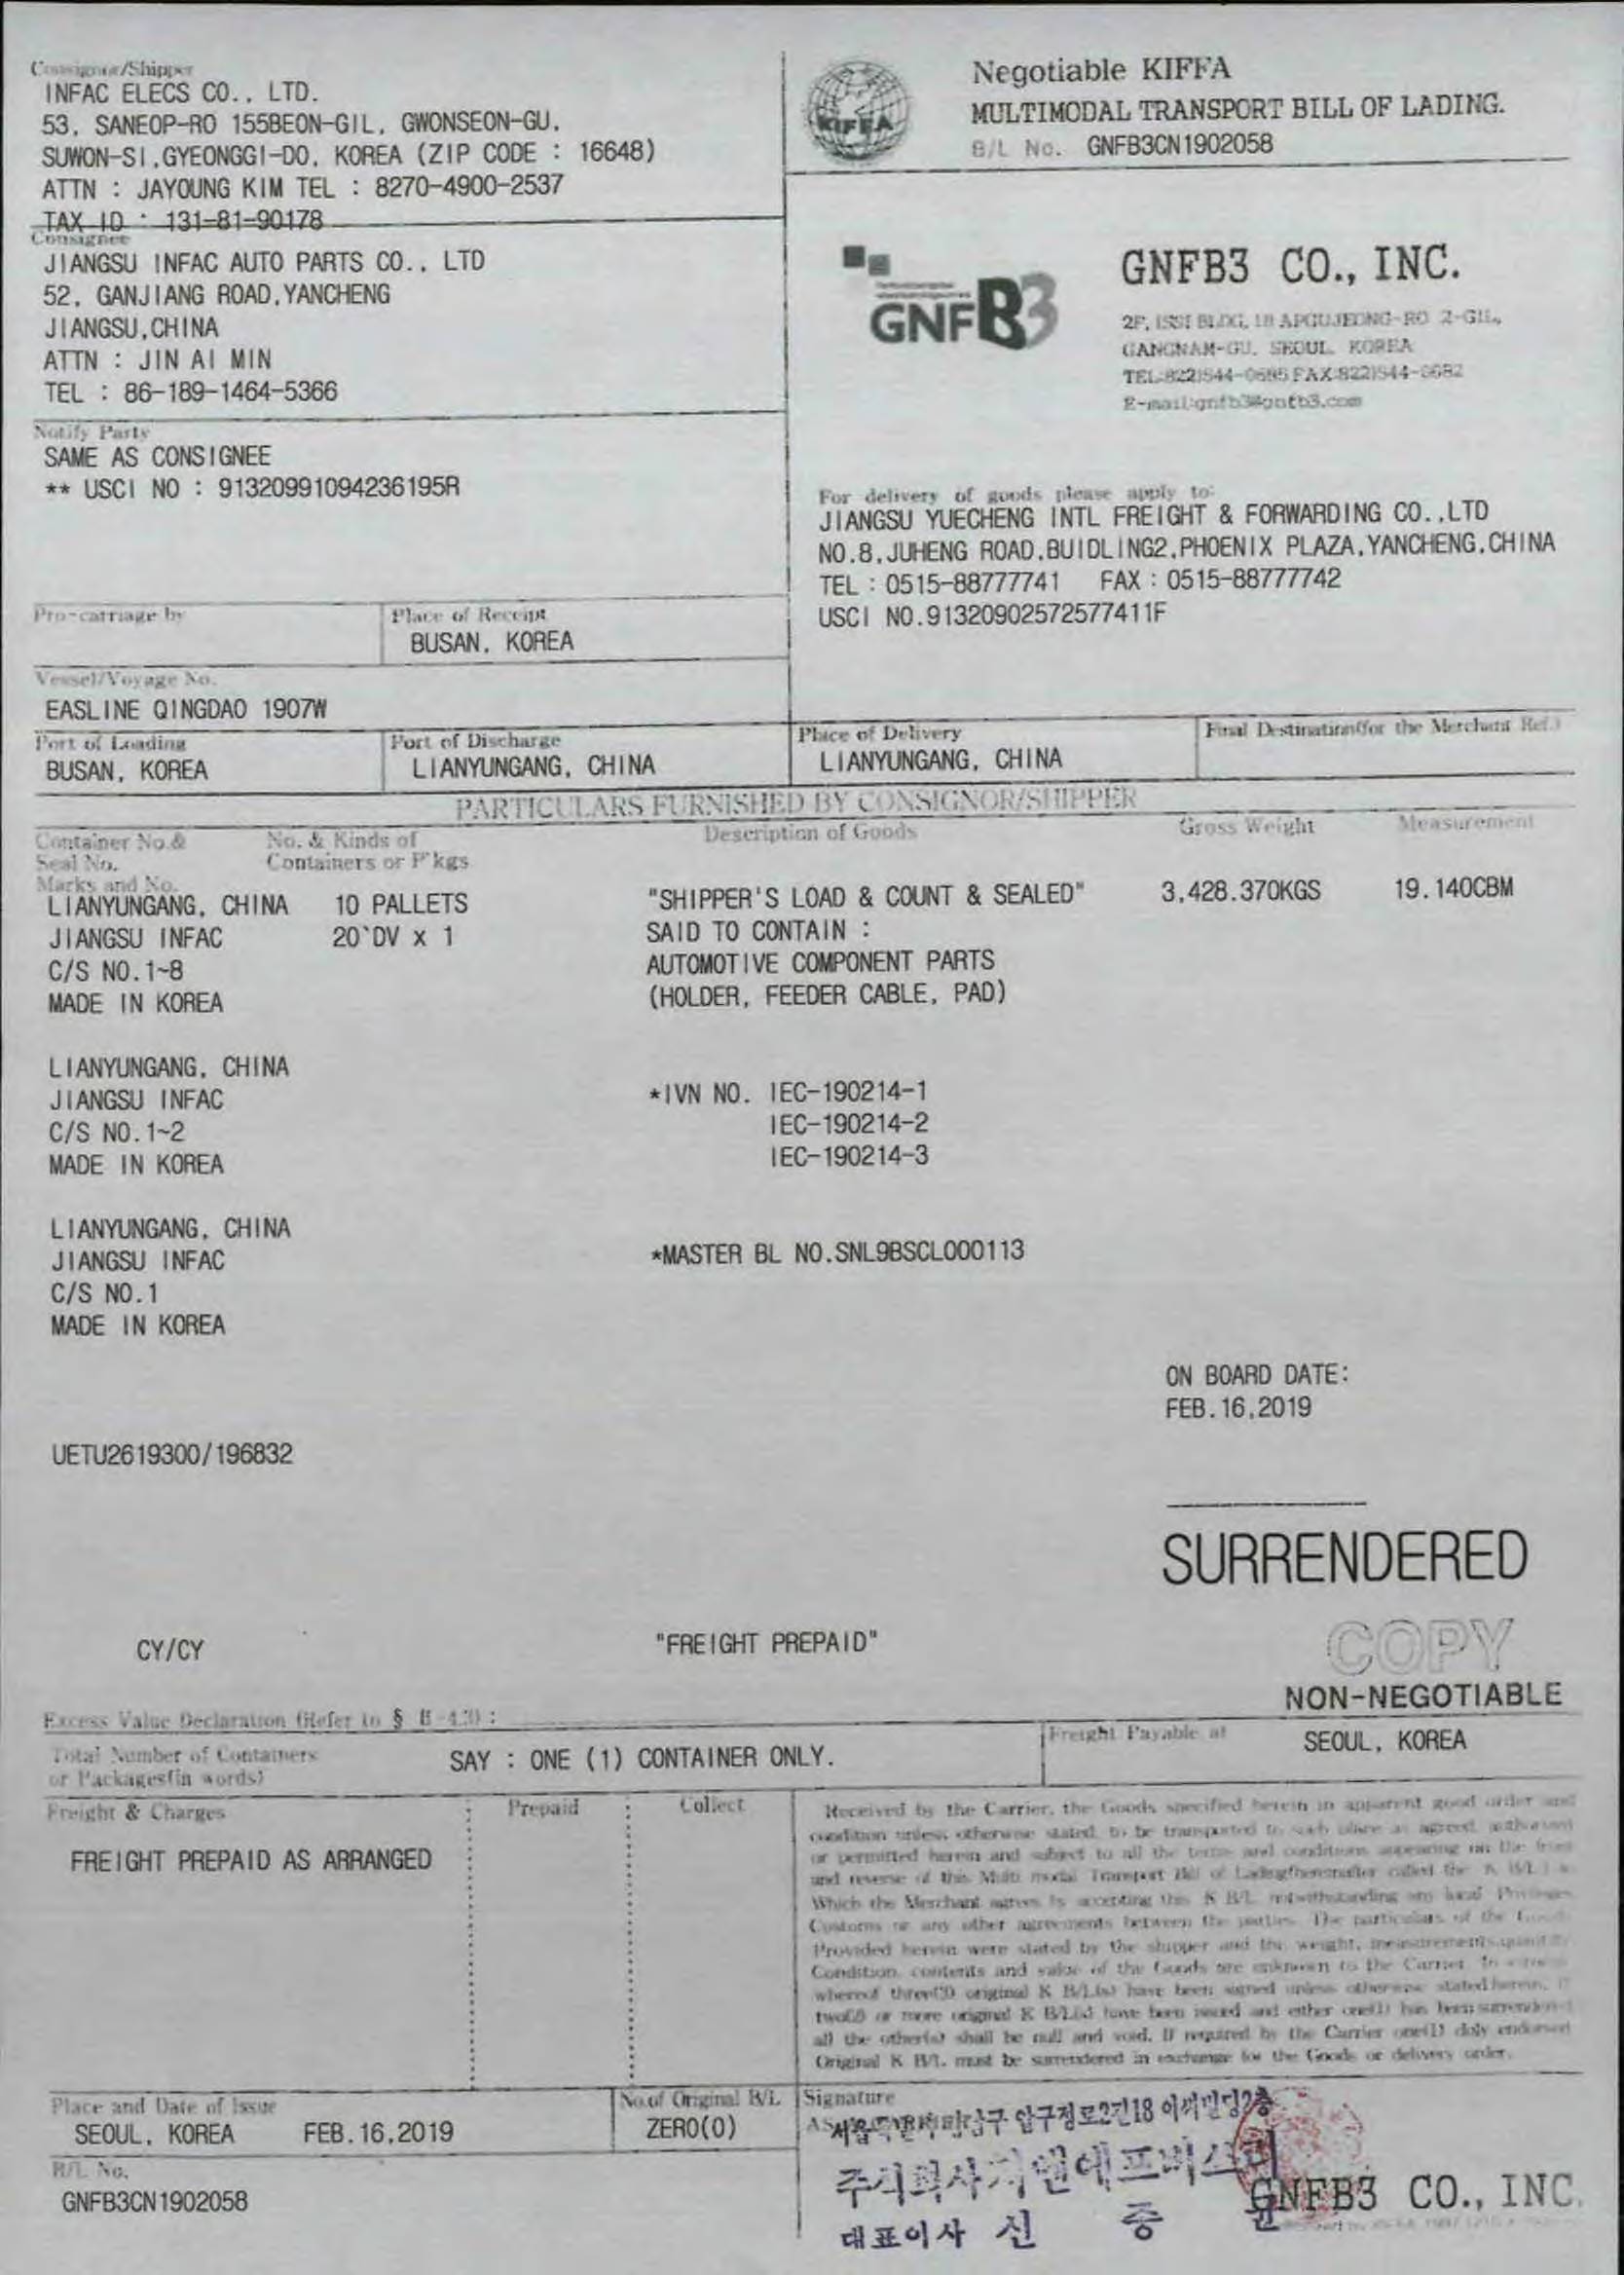 Consignor/Shipper
INFAC ELECS CO., LTD.
53, SANEOP-RO 155BEON-GIL, GWONSEON-GU,
SUWON-SI,GYEONGGI-DO, KOREA (ZIP CODE : 16648)
ATTN : JAYOUNG KIM TEL : 8270-4900-2537
TAX ID : 131-81-90178
Consignee
JIANGSU INFAC AUTO PARTS CO., LTD
52, GANJIANG ROAD,YANCHENG
JIANGSU,CHINA
ATTN : JIN AI MIN
TEL : 86-189-1464-5366
Notify Party
SAME AS CONSIGNEE
** USCI NO : 91320991094236195R
KIFFA
Negotiable KIFFA
MULTIMODAL TRANSPORT BILL OF LADING.
B/L No. GNFB3CN1902058
GNFB3
GNFB3 CO., INC.
2F, ISSI BLDG, 18 APGUJEONG-RO 2-GIL,
GANGNAM-GU, SEOUL, KOREA
TEL:822)544-0685 FAX:822)544-0682
E-mail:gnfb3@gnfb3.com
For delivery of goods please apply to:
JIANGSU YUECHENG INTL FREIGHT & FORWARDING CO.,LTD
NO.8,JUHENG ROAD,BUIDLING2,PHOENIX PLAZA,YANCHENG,CHINA
TEL : 0515-88777741 FAX : 0515-88777742
USCI NO.91320902572577411F
Pre-carriage by
Place of Receipt
BUSAN, KOREA
Vessel/Voyage No.
EASLINE QINGDAO 1907W
Port of Loading
BUSAN, KOREA
Port of Discharge
LIANYUNGANG, CHINA
Place of Delivery
LIANYUNGANG, CHINA
Final Destination(for the Merchant Ref.)
PARTICULARS FURNISHED BY CONSIGNOR/SHIPPER
Container No.&
Seal No.
Marks and No.
No. & Kinds of
Containers or P'kgs
Description of Goods
Gross Weight
Measurement
LIANYUNGANG, CHINA 10 PALLETS "SHIPPER'S LOAD & COUNT & SEALED" 3,428.370KGS 19.140CBM
JIANGSU INFAC 20`DV x 1 SAID TO CONTAIN :
C/S NO.1~8 AUTOMOTIVE COMPONENT PARTS
MADE IN KOREA (HOLDER, FEEDER CABLE, PAD)
LIANYUNGANG, CHINA
JIANGSU INFAC *IVN NO. IEC-190214-1
C/S NO.1~2 IEC-190214-2
MADE IN KOREA IEC-190214-3
LIANYUNGANG, CHINA
JIANGSU INFAC *MASTER BL NO.SNL9BSCL000113
C/S NO.1
MADE IN KOREA
ON BOARD DATE:
FEB.16,2019
UETU2619300/196832
SURRENDERED
CY/CY "FREIGHT PREPAID"
COPY
NON-NEGOTIABLE
Excess Value Declaration (Refer to §
Total Number of Containers
or Packages(in words)
SAY : ONE (1) CONTAINER ONLY.
Freight Payable at
SEOUL, KOREA
Freight & Charges Prepaid Collect
FREIGHT PREPAID AS ARRANGED
Received by the Carrier, the Goods specified herein in apparent good order and
condition unless otherwise stated, to be transported to such place as agreed, authorised
or permitted herein and subject to all the terms and conditions appearing on the front
and reverse of this Multi modal Transport Bill of Lading(hereinafter called the K B/L
Which the Merchant agrees in accepting this K B/L notwithstanding any local Privileges
Customs or any other agreements between the parties. The particulars of the Goods
Provided herein were stated by the shipper and the weight, measurements,quantity
Condition, contents and value of the Goods are unknown to the Carrier. In
whereof three(3) original K B/L(s) have been signed unless otherwise stated herein, If
two(2) or more original K B/L(s) have been issued and either one(1) has been surrendered
all the other(s) shall be null and void. If required by the Carrier one(1) duly endorsed
Original K B/L must be surrendered in exchange for the Goods or delivery order.
Place and Date of Issue
SEOUL, KOREA FEB.16,2019
No.of Original B/L
ZERO(0)
B/L No.
GNFB3CN1902058
Signature
AS
압구정로2길18
주식회사 지엔에프비스리
대표이사 신 종 윤
GNFB3 CO., INC.